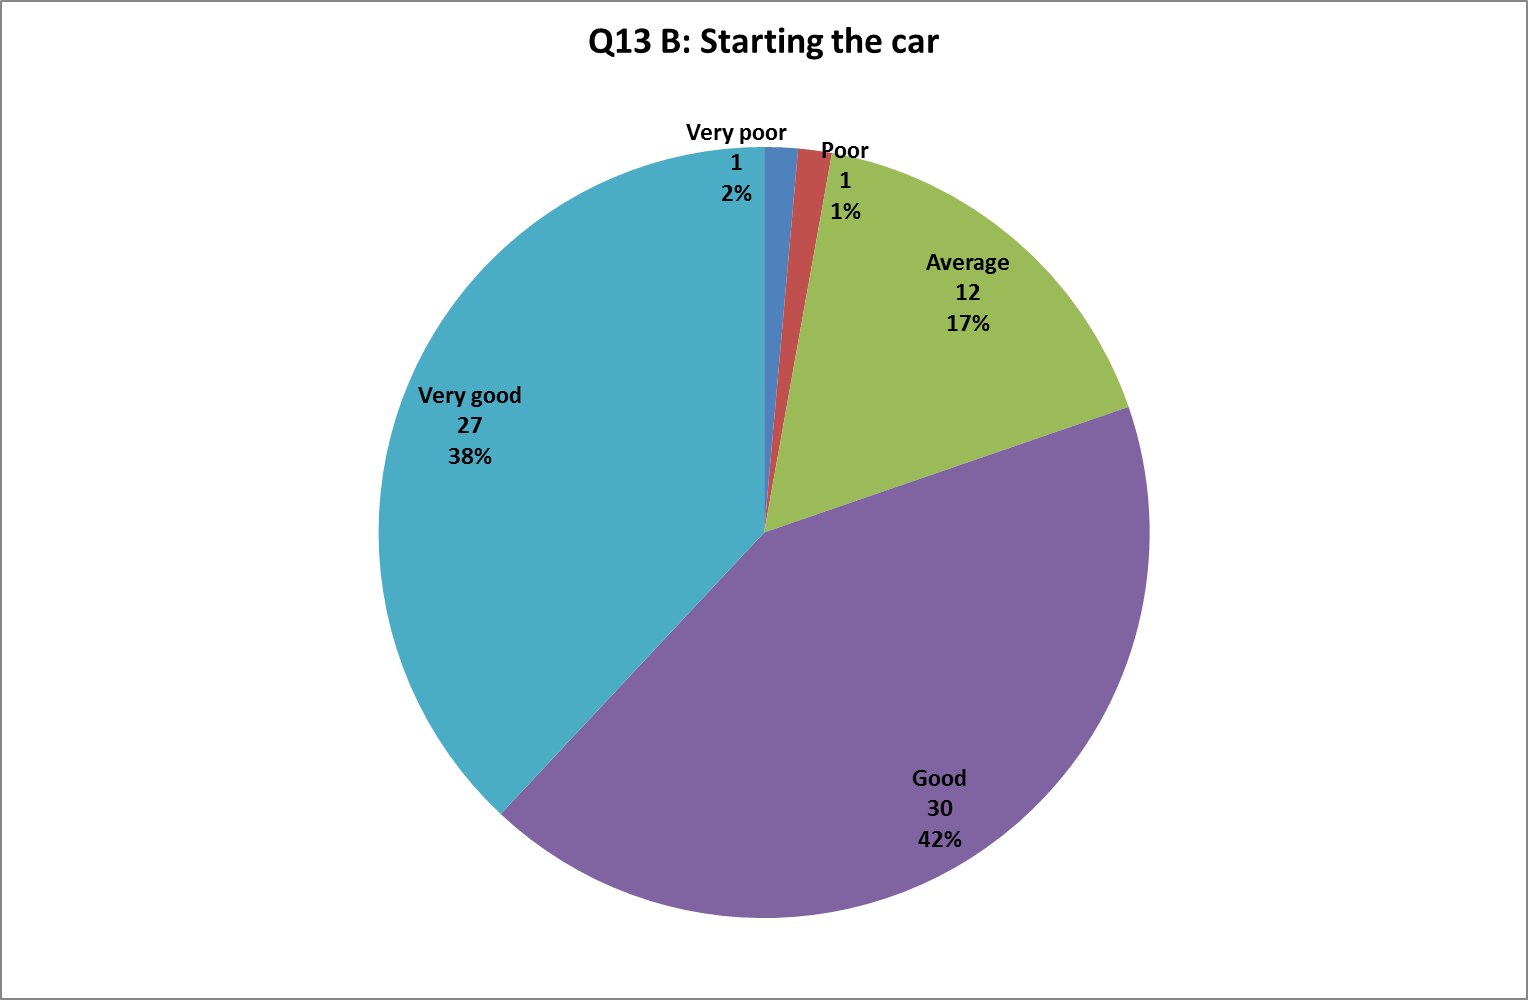 Q13 B: Starting the car
Very poor
1
2%
Poor
1
1%
Average
12
17%
Very good
27
38%
Good
30
42%